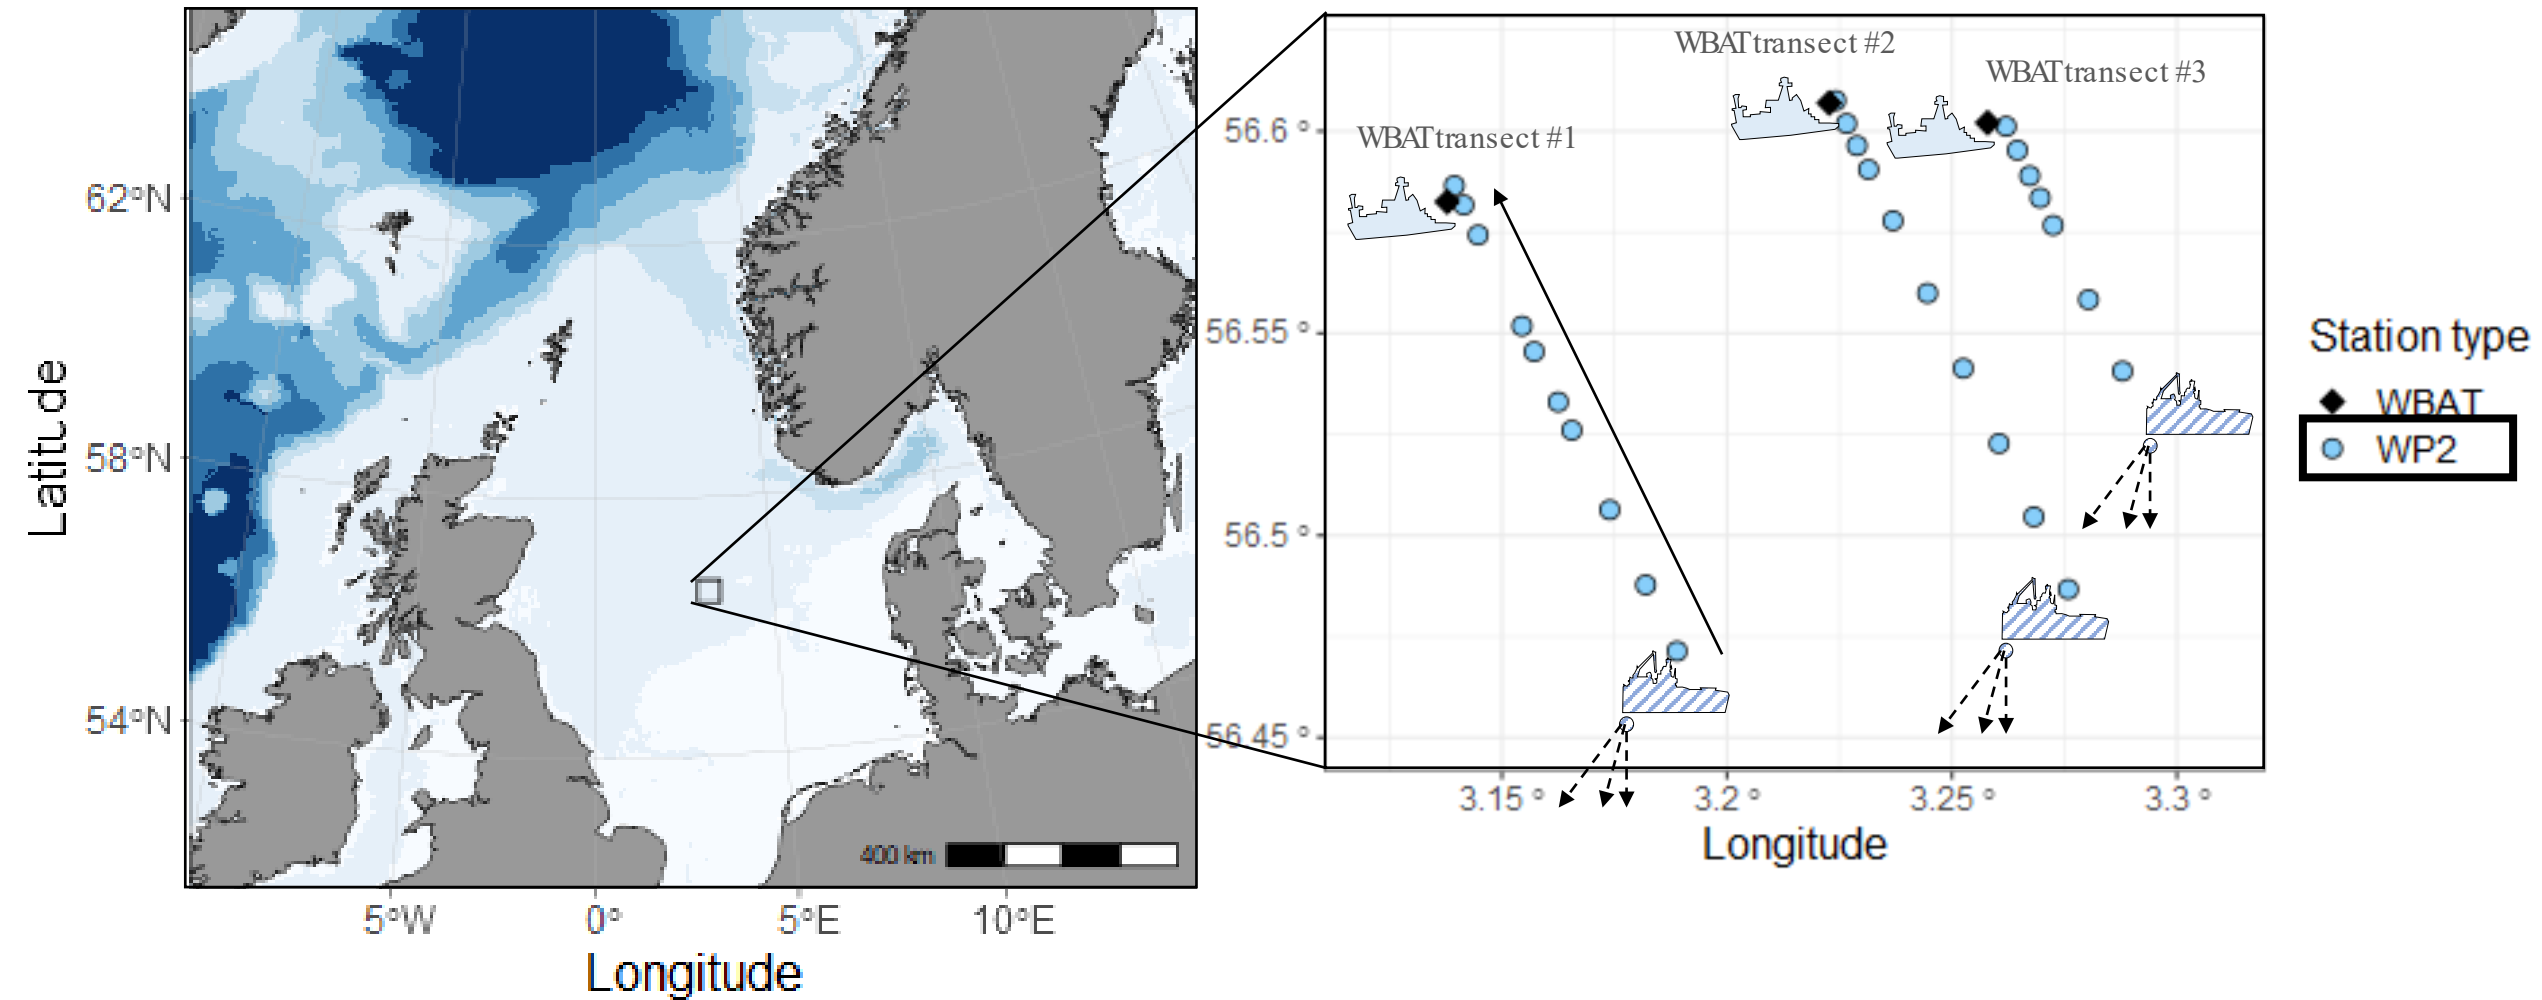 Latitude
62°N
58°N
54°N
5°W
0°
5°E
10°E
Longitude
400 km
WBAT transect #1
WBAT transect #2
WBAT transect #3
56.6 °
56.55 °
56.5 °
56.45 °
3.15 °
3.2 °
3.25 °
3.3 °
Longitude
Station type
WBAT
WP2